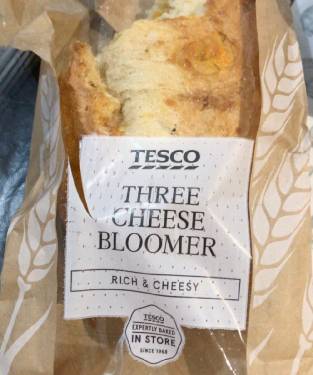 TESCO
THREE
CHEESE
BLOOMER
RICH & CHEESY
TESCO
EXPERTLY BAKED
IN STORE
SINCE 1968